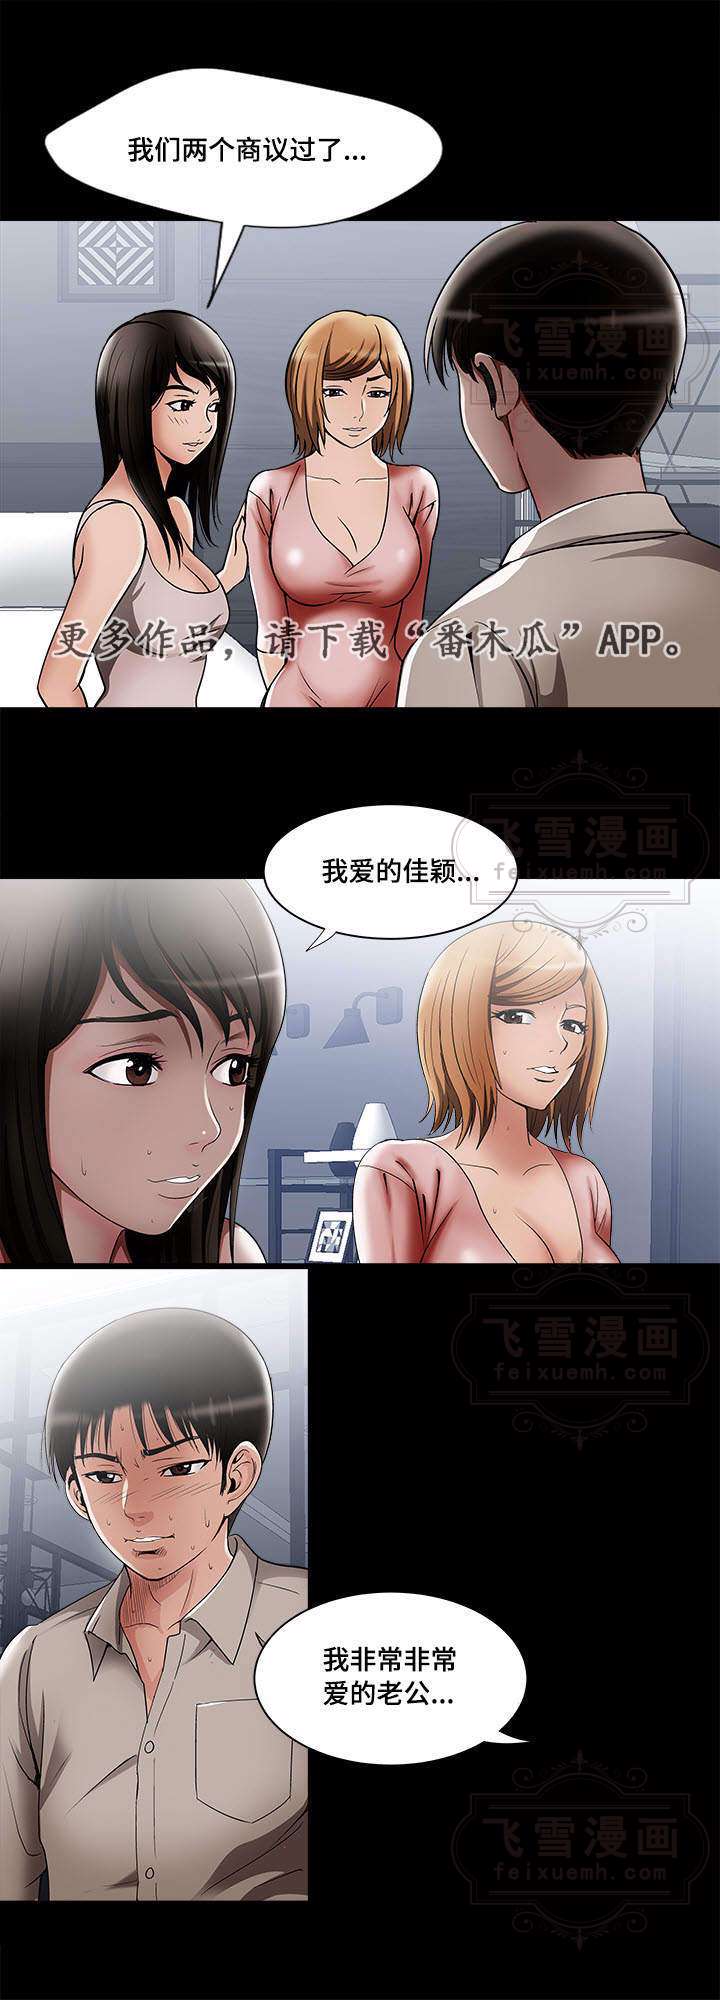 我们两个商议过了...
飞雪漫画
feixuemh.com
更多作品，请下载“番木瓜”APP。
飞雪漫画
feixuemh.com
我爱的佳颖...
飞雪漫画
feixuemh.com
我非常非常
爱的老公...
飞雪漫画
feixuemh.com